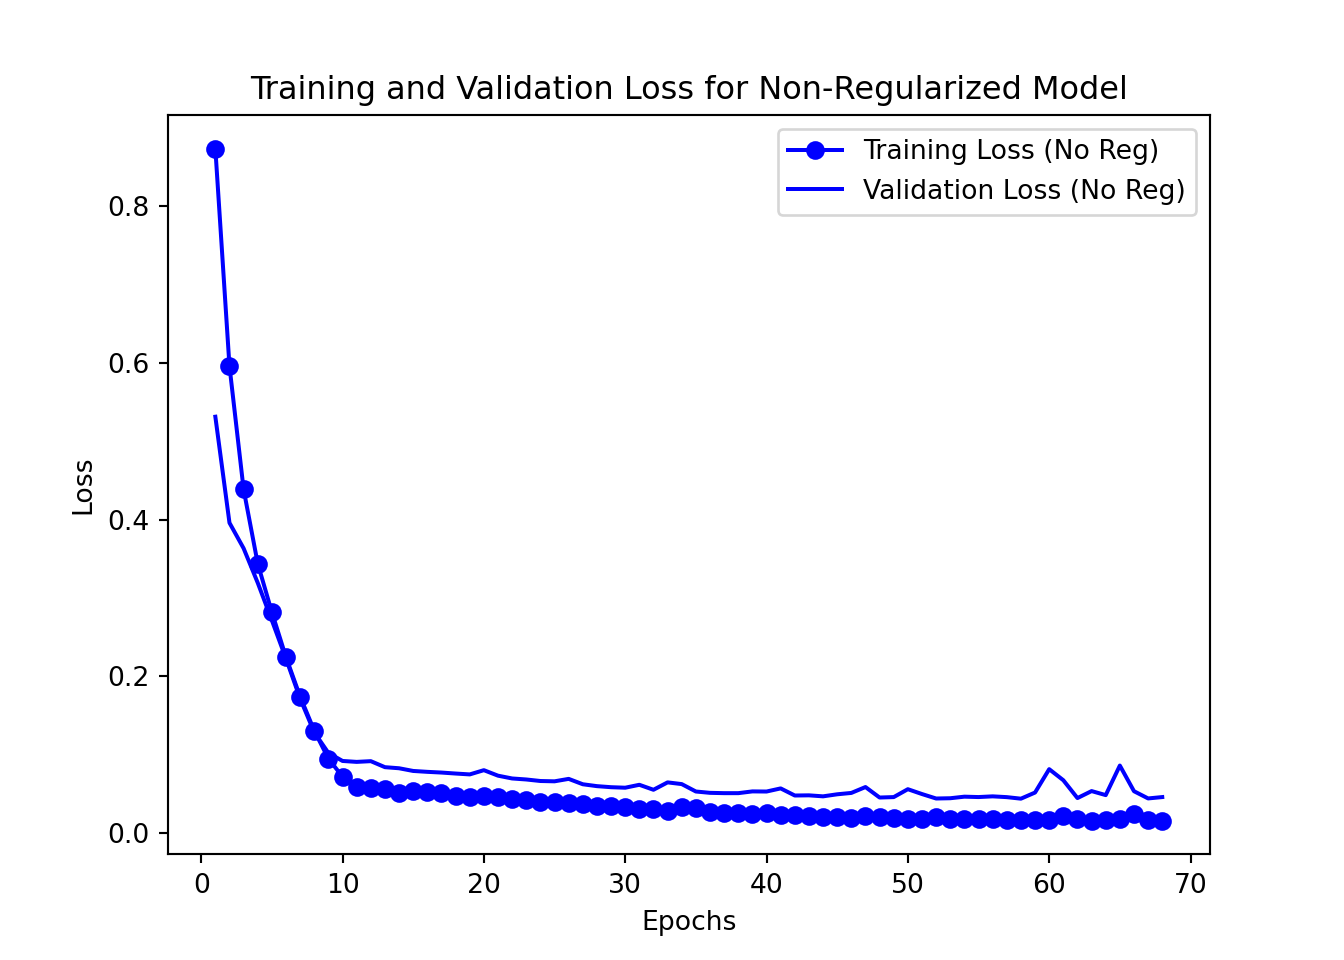 Training and Validation Loss for Non-Regularized Model
Training Loss (No Reg)
Validation Loss (No Reg)
Loss
0.8
0.6
0.4
0.2
0.0
0 10 20 30 40 50 60 70
Epochs